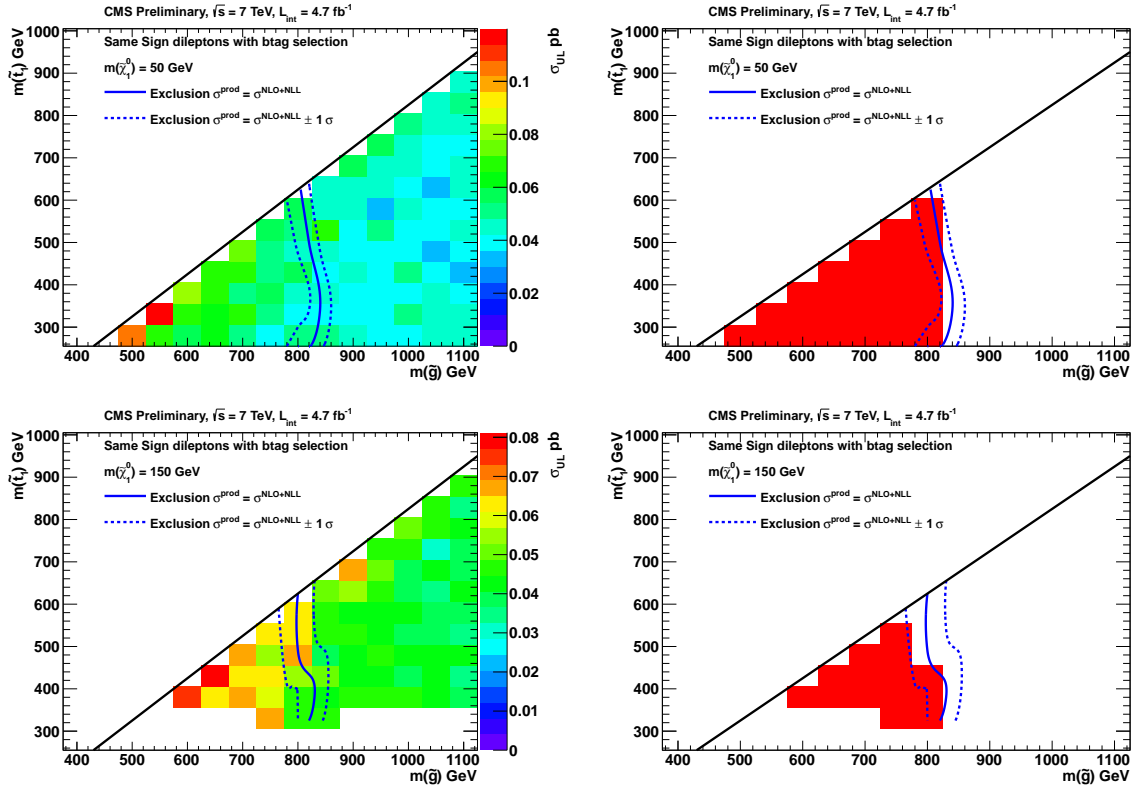 CMS Preliminary, √s = 7 TeV, L_int = 4.7 fb⁻¹
Same Sign dileptons with btag selection
m(χ̃₁⁰) = 50 GeV
Exclusion σ^prod = σ^NLO+NLL
Exclusion σ^prod = σ^NLO+NLL ± 1 σ
m(t̃₁) GeV
1000
900
800
700
600
500
400
300
400 500 600 700 800 900 1000 1100
m(g̃) GeV
σ_UL pb
0.1
0.08
0.06
0.04
0.02
0
CMS Preliminary, √s = 7 TeV, L_int = 4.7 fb⁻¹
Same Sign dileptons with btag selection
m(χ̃₁⁰) = 50 GeV
Exclusion σ^prod = σ^NLO+NLL
Exclusion σ^prod = σ^NLO+NLL ± 1 σ
m(t̃₁) GeV
1000
900
800
700
600
500
400
300
400 500 600 700 800 900 1000 1100
m(g̃) GeV
CMS Preliminary, √s = 7 TeV, L_int = 4.7 fb⁻¹
Same Sign dileptons with btag selection
m(χ̃₁⁰) = 150 GeV
Exclusion σ^prod = σ^NLO+NLL
Exclusion σ^prod = σ^NLO+NLL ± 1 σ
m(t̃₁) GeV
1000
900
800
700
600
500
400
300
400 500 600 700 800 900 1000 1100
m(g̃) GeV
σ_UL pb
0.08
0.07
0.06
0.05
0.04
0.03
0.02
0.01
0
CMS Preliminary, √s = 7 TeV, L_int = 4.7 fb⁻¹
Same Sign dileptons with btag selection
m(χ̃₁⁰) = 150 GeV
Exclusion σ^prod = σ^NLO+NLL
Exclusion σ^prod = σ^NLO+NLL ± 1 σ
m(t̃₁) GeV
1000
900
800
700
600
500
400
300
400 500 600 700 800 900 1000 1100
m(g̃) GeV